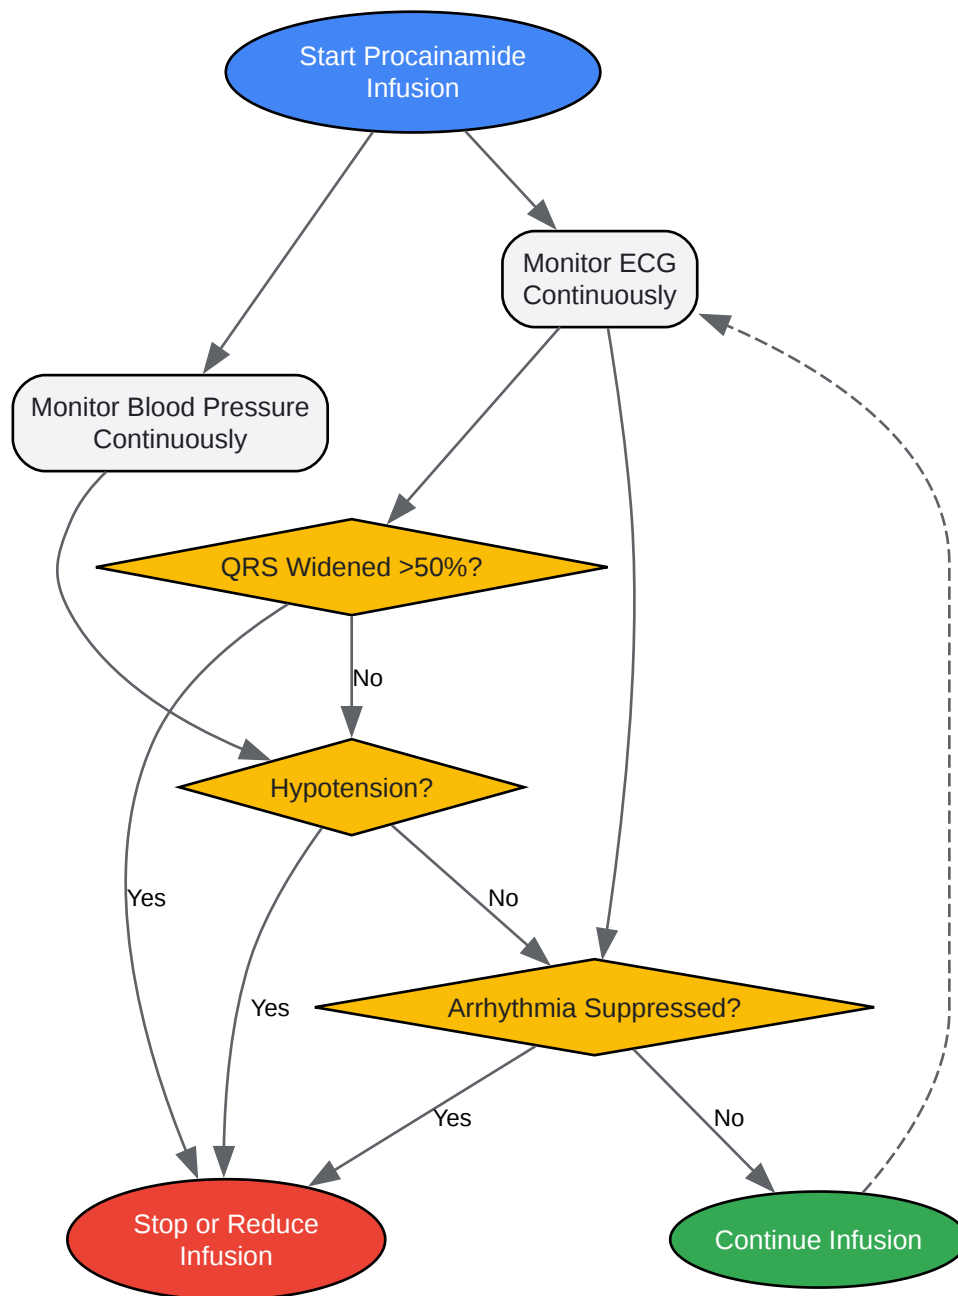 Start Procainamide
Infusion
Monitor ECG
Continuously
Monitor Blood Pressure
Continuously
QRS Widened >50%?
No
Hypotension?
Yes
No
Yes
Arrhythmia Suppressed?
Yes
No
Stop or Reduce
Infusion
Continue Infusion